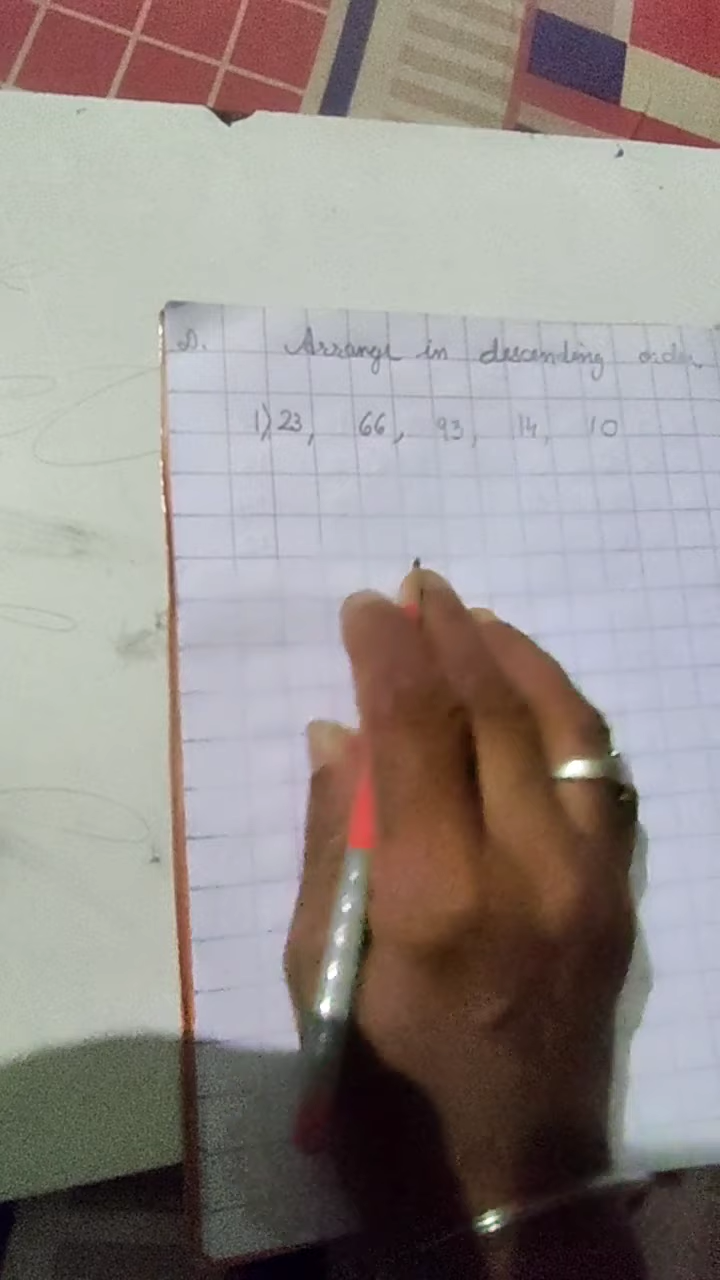 D. Arrange in descending order
1) 23, 66, 93, 14, 10